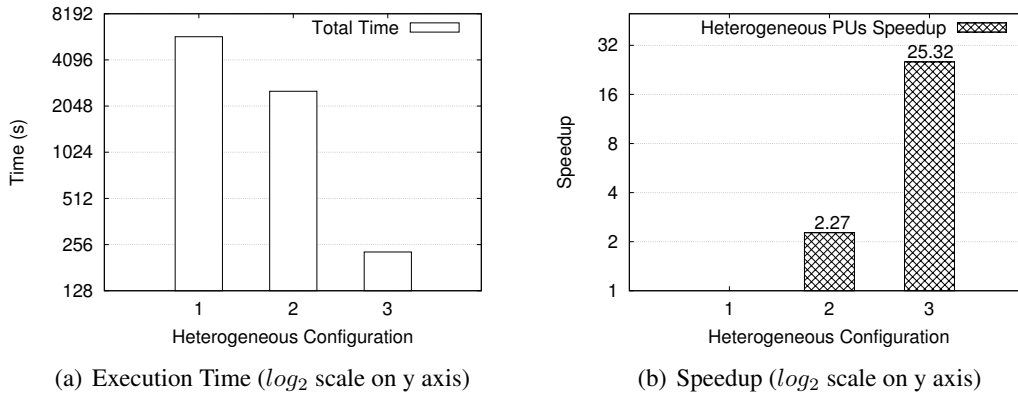 8192
4096
2048
1024
512
256
128
Time (s)
Total Time
1 2 3
Heterogeneous Configuration
(a) Execution Time (log2 scale on y axis)
32
16
8
4
2
1
Speedup
Heterogeneous PUs Speedup
25.32
2.27
1 2 3
Heterogeneous Configuration
(b) Speedup (log2 scale on y axis)